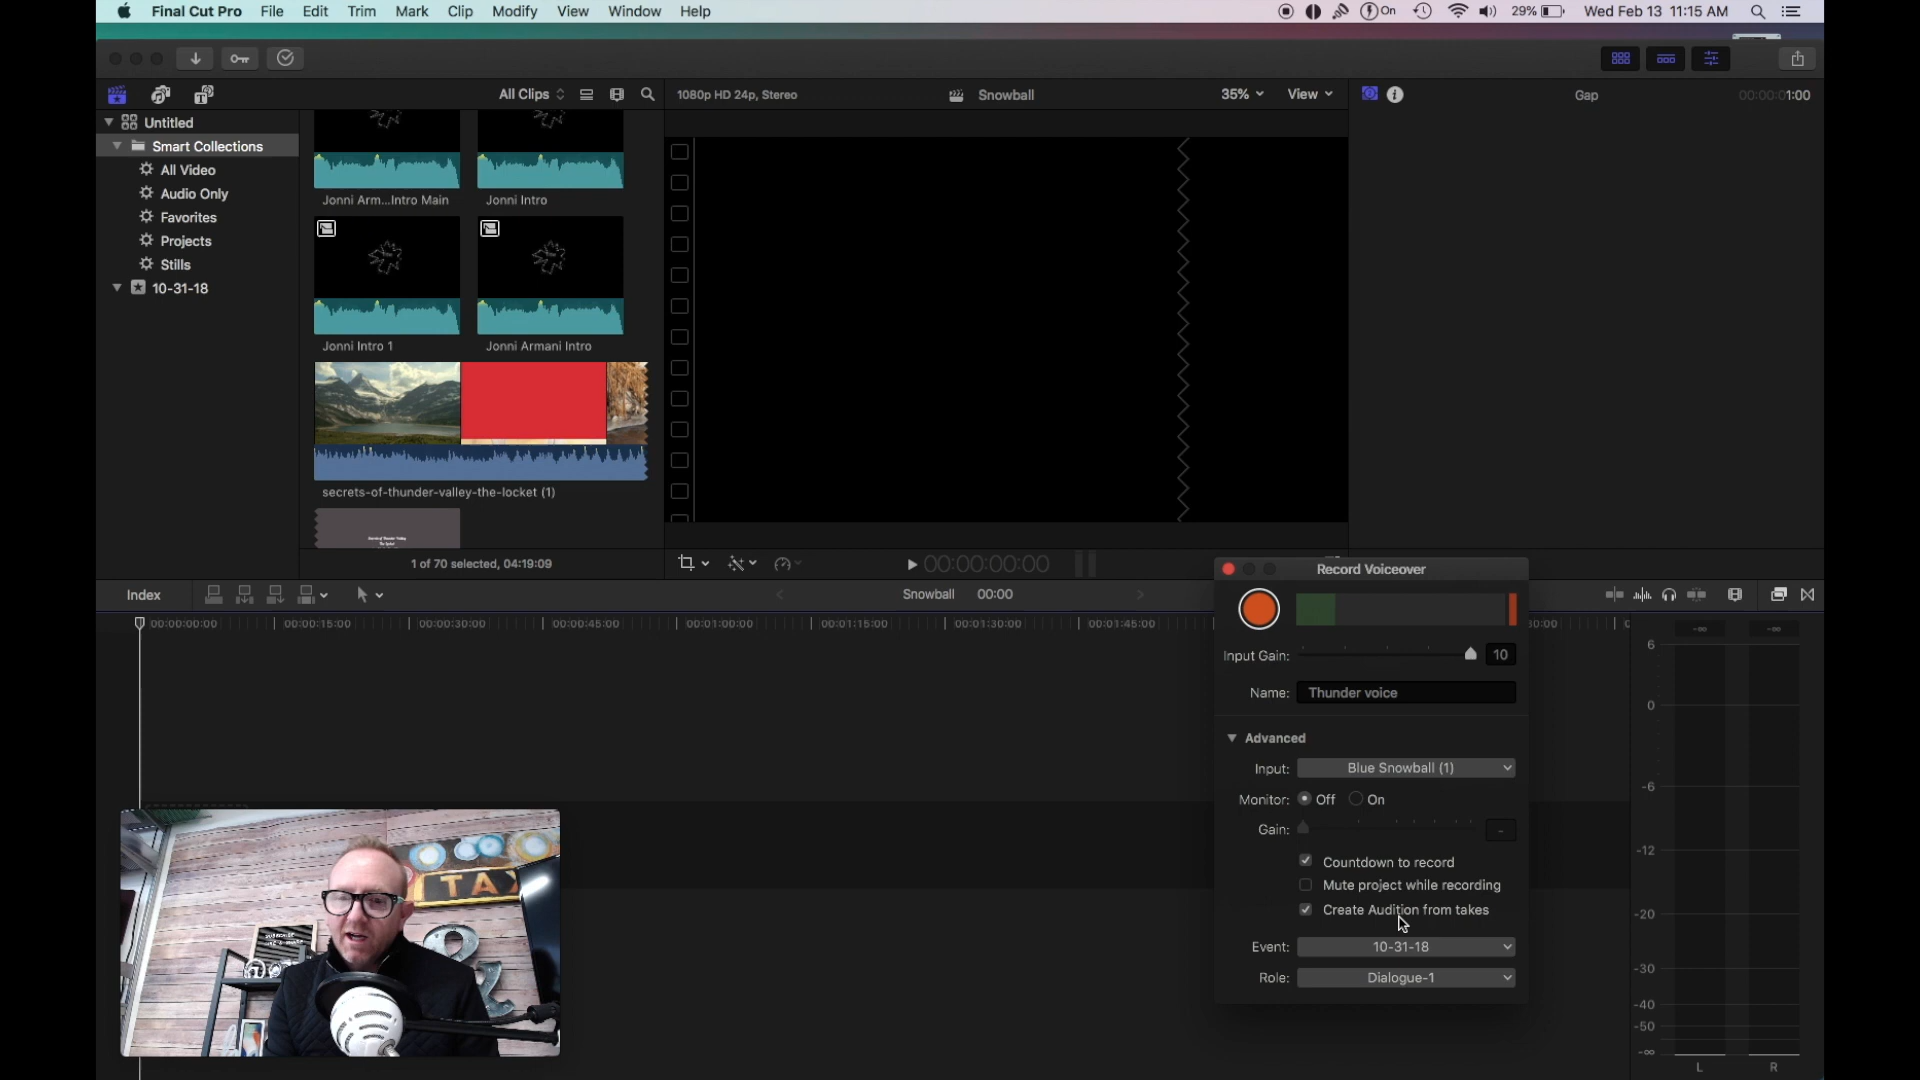 Final Cut Pro File Edit Trim Mark Clip Modify View Window Help
On 29% Wed Feb 13 11:15 AM
All Clips
1080p HD 24p, Stereo
Snowball
35%
View
Gap
00:00:01:00
Untitled
Smart Collections
All Video
Audio Only
Favorites
Projects
Stills
10-31-18
Jonni Arm...Intro Main
Jonni Intro
Jonni Intro 1
Jonni Armani Intro
secrets-of-thunder-valley-the-locket (1)
1 of 70 selected, 04:19:09
00:00:00:00
Index
Snowball 00:00
00:00:00:00 00:00:15:00 00:00:30:00 00:00:45:00 00:01:00:00 00:01:15:00 00:01:30:00 00:01:45:00
Record Voiceover
Input Gain: 10
Name: Thunder voice
Advanced
Input: Blue Snowball (1)
Monitor: Off On
Gain: -
Countdown to record
Mute project while recording
Create Audition from takes
Event: 10-31-18
Role: Dialogue-1
-∞ -∞
6
0
-6
-12
-20
-30
-40
-50
-∞
L R
TAX
SUBSCRIBE